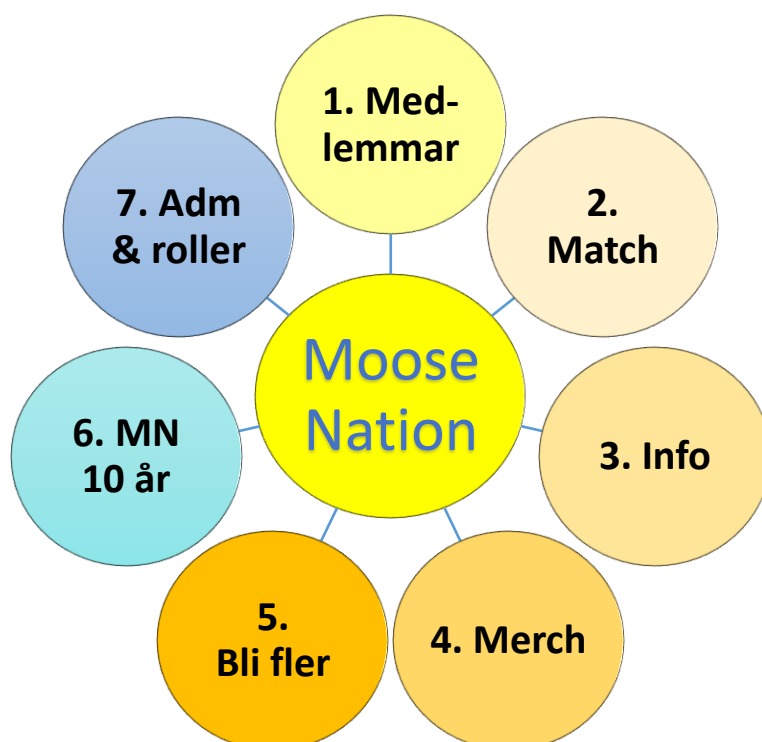 1. Med-
lemmar
2.
Match
3. Info
4. Merch
5.
Bli fler
6. MN
10 år
7. Adm
& roller
Moose
Nation